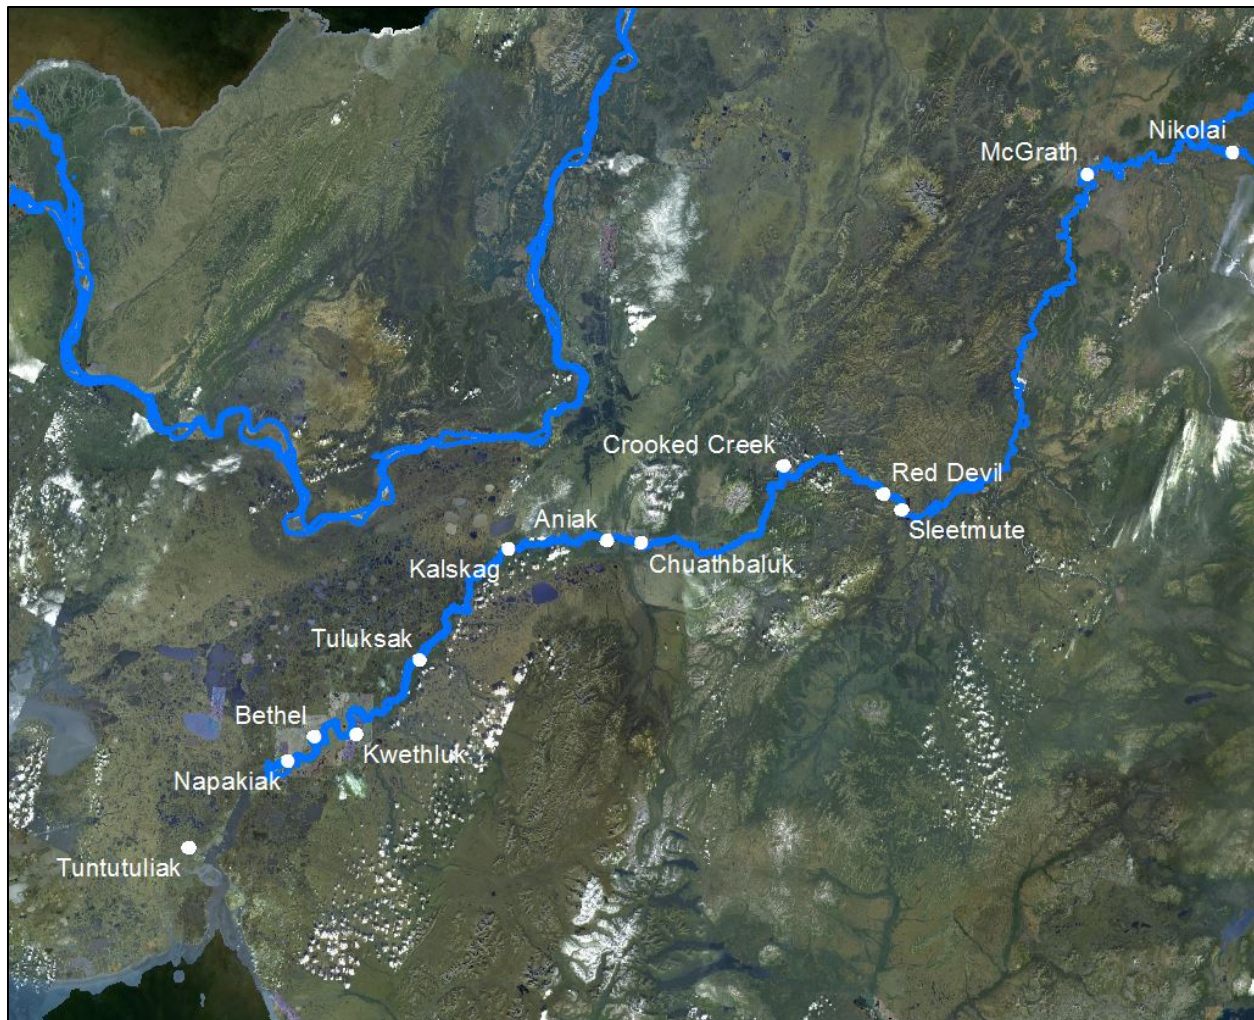 Nikolai
McGrath
Crooked Creek
Red Devil
Sleetmute
Aniak
Chuathbaluk
Kalskag
Tuluksak
Bethel
Kwethluk
Napakiak
Tuntutuliak